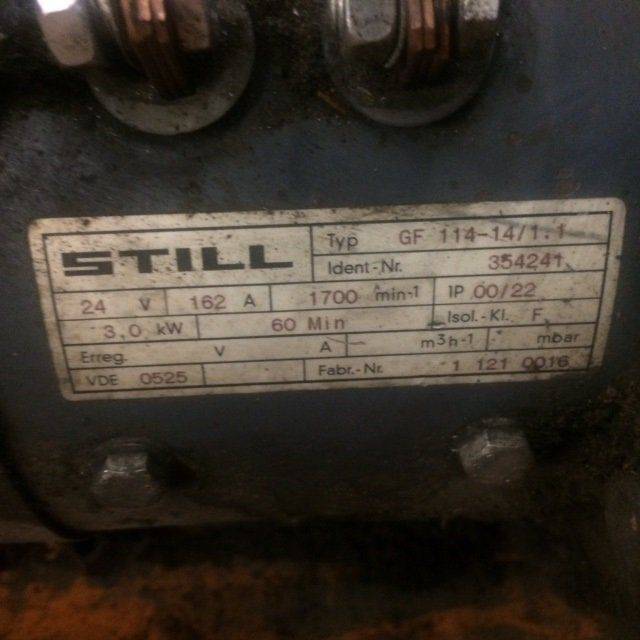 STILL
Typ GF 114-14/1.1
Ident.-Nr. 354241
24 V 162 A 1700 min-1 IP 00/22
3,0 kW 60 Min Isol.-Kl. F
Erreg. V A m3h-1 mbar
VDE 0525 Fabr.-Nr. 1 121 0016